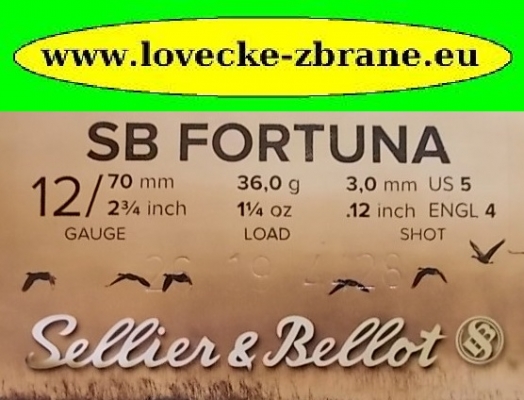 www.lovecke-zbrane.eu
SB FORTUNA
12/ 70 mm 36,0 g 3,0 mm US 5
2¾ inch 1¼ oz .12 inch ENGL 4
GAUGE LOAD SHOT
Sellier & Bellot SB